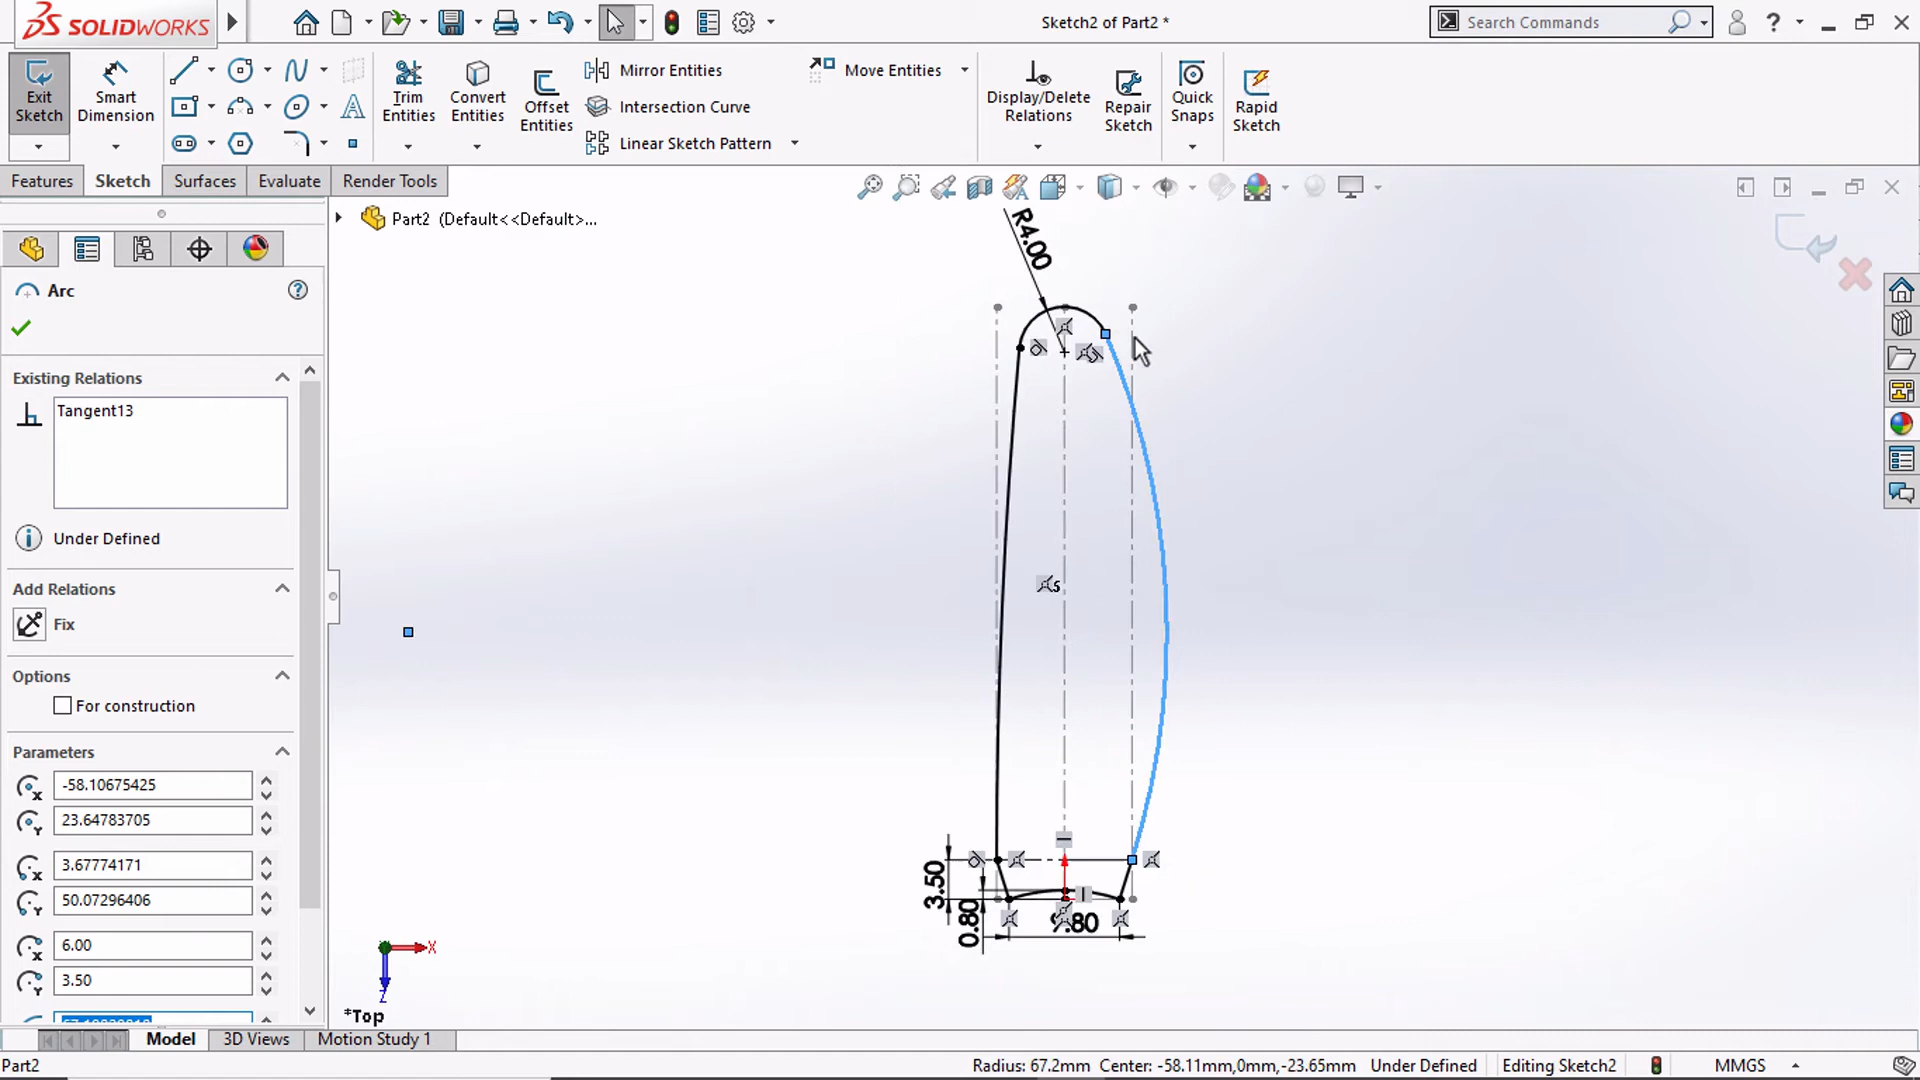 SOLIDWORKS
Sketch2 of Part2 *
Search Commands
Exit Sketch
Smart Dimension
Trim Entities
Convert Entities
Offset Entities
Mirror Entities
Intersection Curve
Linear Sketch Pattern
Move Entities
Display/Delete Relations
Repair Sketch
Quick Snaps
Rapid Sketch
Features
Sketch
Surfaces
Evaluate
Render Tools
Part2 (Default<<Default>...
Arc
Existing Relations
Tangent13
Under Defined
Add Relations
Fix
Options
For construction
Parameters
-58.10675425
23.64783705
3.67774171
50.07296406
6.00
3.50
R4.00
3.50
0.80
9.80
X
Z
*Top
Model
3D Views
Motion Study 1
Part2
Radius: 67.2mm Center: -58.11mm,0mm,-23.65mm
Under Defined
Editing Sketch2
MMGS